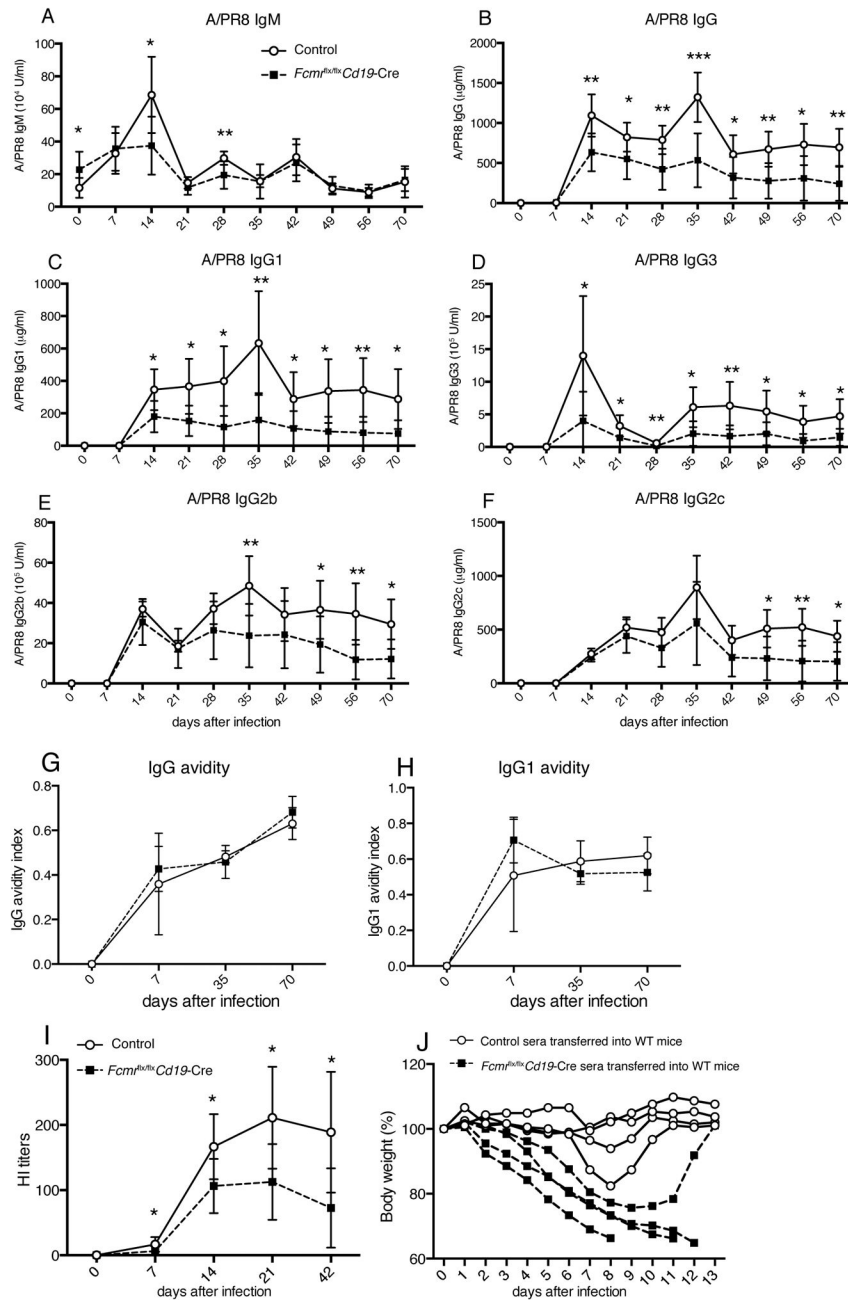 A
A/PR8 IgM
A/PR8 IgM (10⁴ U/ml)
100
80
60
40
20
0
Control
Fcmrflx/flxCd19-Cre
*
*
**
0 7 14 21 28 35 42 49 56 70
B
A/PR8 IgG
A/PR8 IgG (μg/ml)
2000
1500
1000
500
0
** * ** *** * ** * **
0 7 14 21 28 35 42 49 56 70
C
A/PR8 IgG1
A/PR8 IgG1 (μg/ml)
1000
800
600
400
200
0
* * * ** * * ** *
0 7 14 21 28 35 42 49 56 70
D
A/PR8 IgG3
A/PR8 IgG3 (10⁵ U/ml)
25
20
15
10
5
0
* * ** * ** * * *
0 7 14 21 28 35 42 49 56 70
E
A/PR8 IgG2b
A/PR8 IgG2b (10⁵ U/ml)
80
60
40
20
0
** * ** *
0 7 14 21 28 35 42 49 56 70
days after infection
F
A/PR8 IgG2c
A/PR8 IgG2c (μg/ml)
1500
1000
500
0
* ** *
0 7 14 21 28 35 42 49 56 70
days after infection
G
IgG avidity
IgG avidity index
0.8
0.6
0.4
0.2
0.0
0 7 35 70
days after infection
H
IgG1 avidity
IgG1 avidity index
1.0
0.8
0.6
0.4
0.2
0.0
0 7 35 70
days after infection
I
Control
Fcmrflx/flxCd19-Cre
HI titers
300
200
100
0
* * * *
0 7 14 21 42
days after infection
J
Control sera transferred into WT mice
Fcmrflx/flxCd19-Cre sera transferred into WT mice
Body weight (%)
120
100
80
60
0 1 2 3 4 5 6 7 8 9 10 11 12 13
days after infection